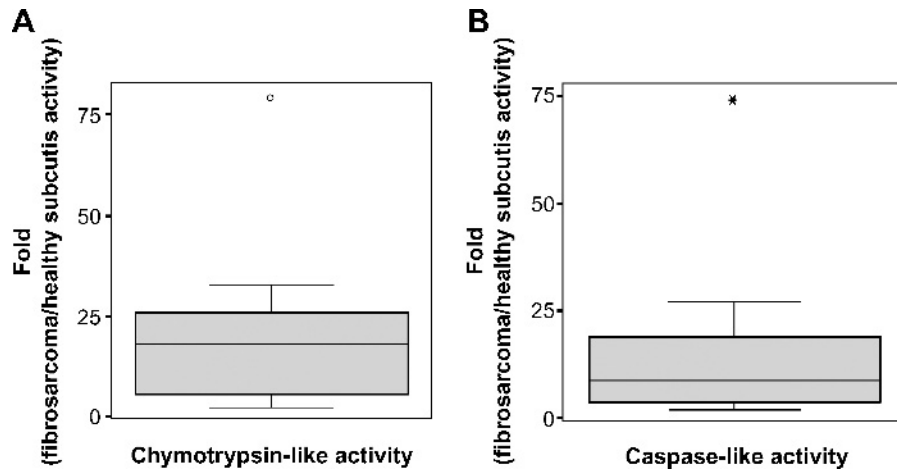 A
Fold
(fibrosarcoma/healthy subcutis activity)
75
50
25
0
Chymotrypsin-like activity
B
Fold
(fibrosarcoma/healthy subcutis activity)
75
50
25
0
Caspase-like activity